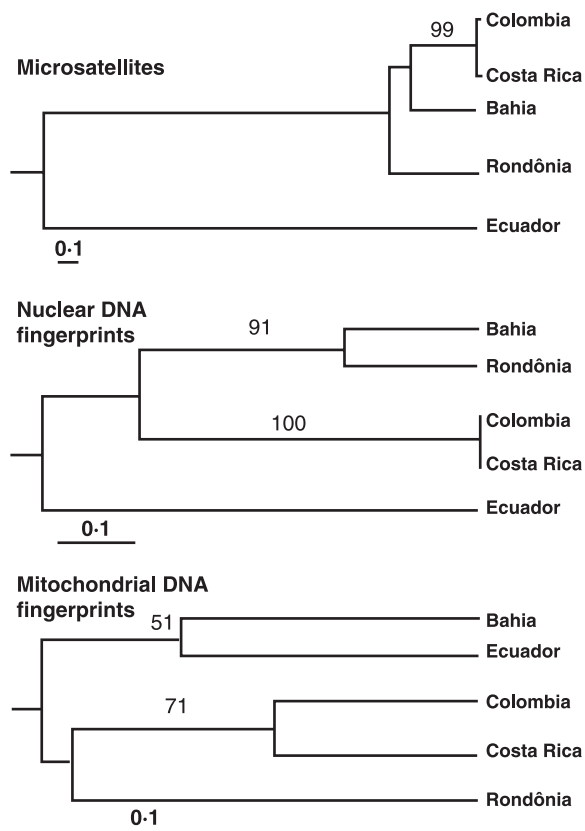 99
Colombia
Microsatellites
Costa Rica
Bahia
Rondônia
Ecuador
0·1
Nuclear DNA
fingerprints
91
Bahia
Rondônia
100
Colombia
Costa Rica
Ecuador
0·1
Mitochondrial DNA
fingerprints
51
Bahia
Ecuador
71
Colombia
Costa Rica
Rondônia
0·1